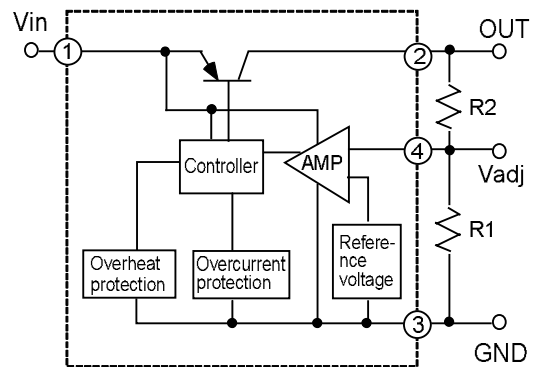 Vin
OUT
1
2
R2
Controller
AMP
4
Vadj
R1
Overheat
protection
Overcurrent
protection
Refere-
nce
voltage
3
GND